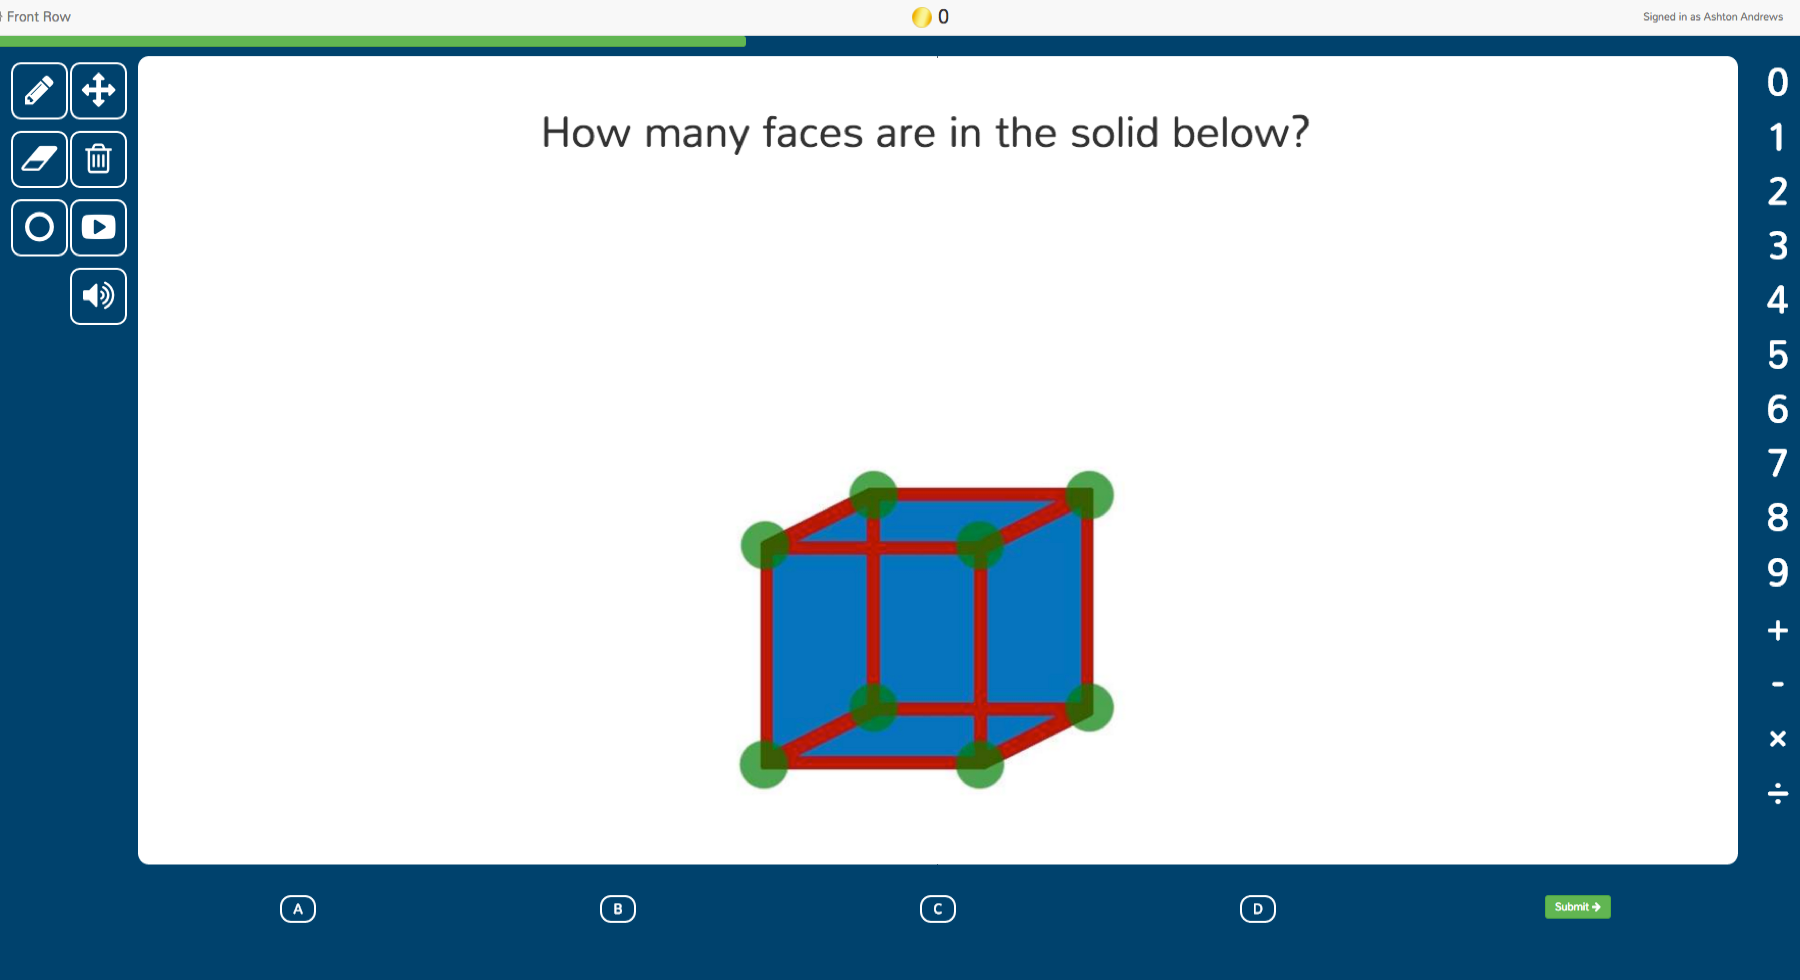 Front Row
0
Signed in as Ashton Andrews
How many faces are in the solid below?
0
1
2
3
4
5
6
7
8
9
+
-
×
÷
A
B
C
D
Submit